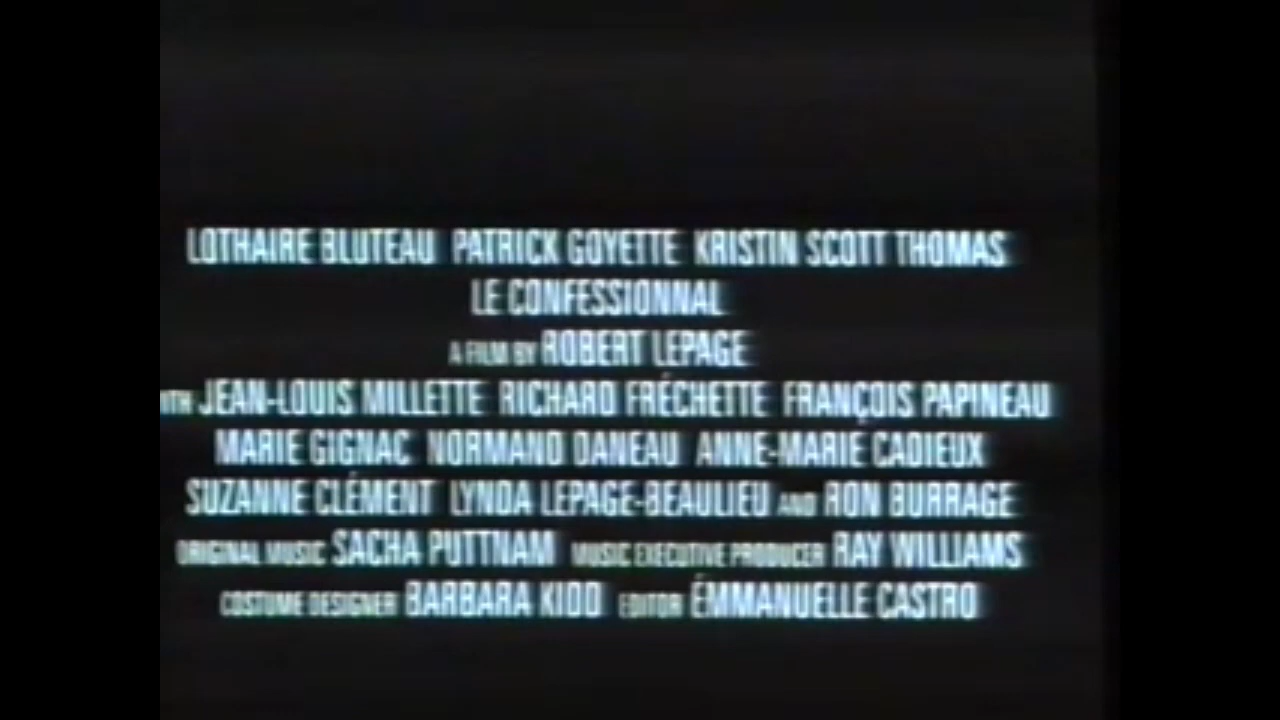 LOTHAIRE BLUTEAU PATRICK GOYETTE KRISTIN SCOTT THOMAS
LE CONFESSIONNAL
A FILM BY ROBERT LEPAGE
ITH JEAN-LOUIS MILLETTE RICHARD FRÉCHETTE FRANÇOIS PAPINEAU
MARIE GIGNAC NORMAND DANEAU ANNE-MARIE CADIEUX
SUZANNE CLÉMENT LYNDA LEPAGE-BEAULIEU AND RON BURRAGE
ORIGINAL MUSIC SACHA PUTTNAM MUSIC EXECUTIVE PRODUCER RAY WILLIAMS
COSTUME DESIGNER BARBARA KIDD EDITOR ÉMMANUELLE CASTRO